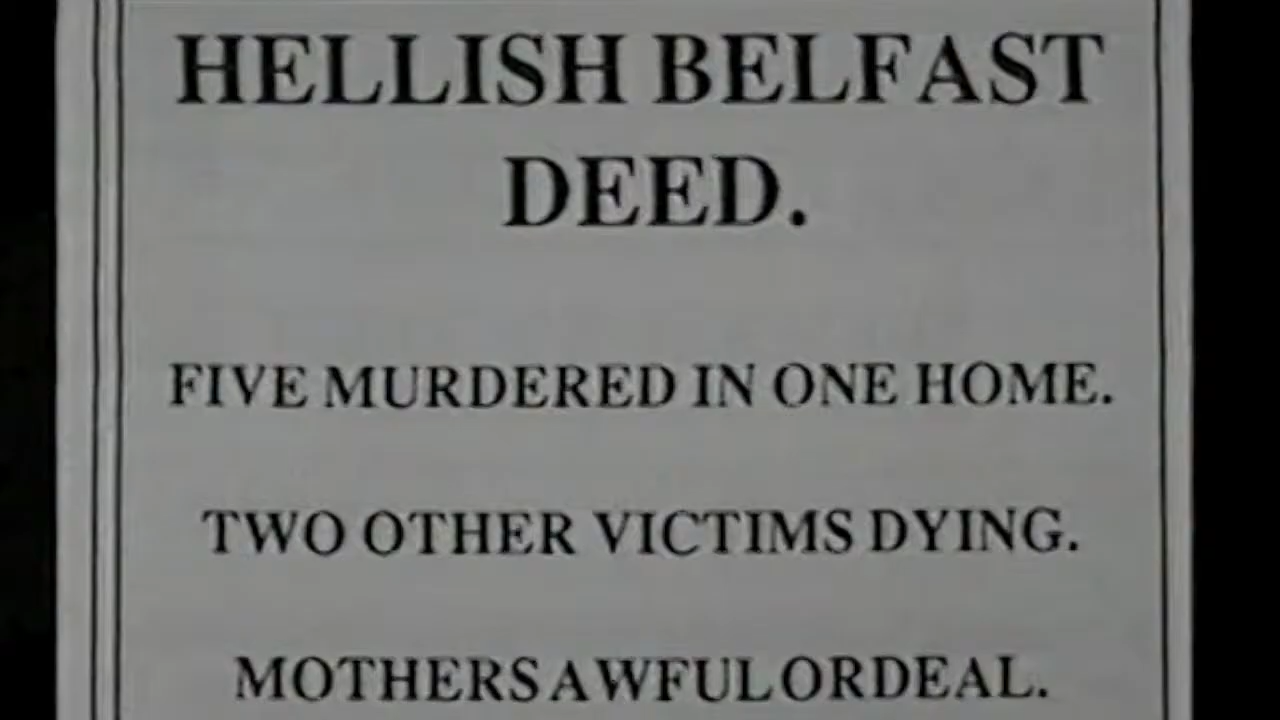 HELLISH BELFAST
DEED.
FIVE MURDERED IN ONE HOME.
TWO OTHER VICTIMS DYING.
MOTHERS AWFUL ORDEAL.